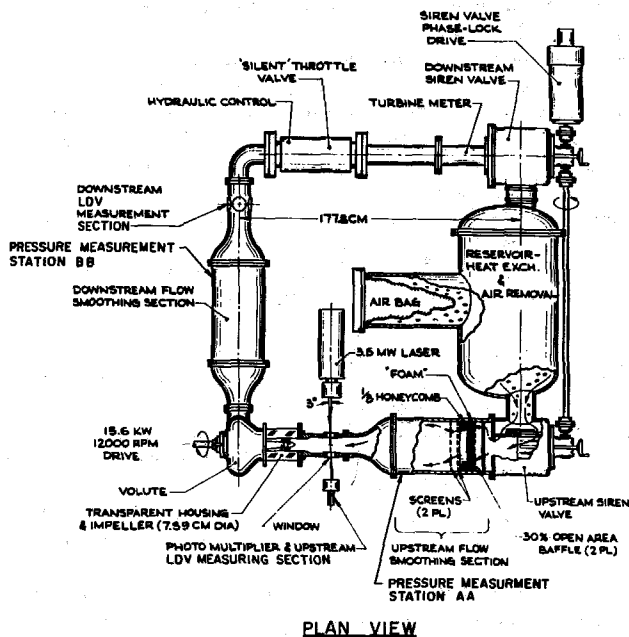 SIREN VALVE
PHASE-LOCK
DRIVE
'SILENT' THROTTLE
VALVE
DOWNSTREAM
SIREN VALVE
HYDRAULIC CONTROL
TURBINE METER
DOWNSTREAM
LDV
MEASUREMENT
SECTION
177.8CM
PRESSURE MEASUREMENT
STATION BB
RESERVOIR-
HEAT EXCH.
&
AIR REMOVAL
DOWNSTREAM FLOW
SMOOTHING SECTION
AIR BAG
3.5 MW LASER
"FOAM"
1/8 HONEYCOMB
3°
15.6 KW
12000 RPM
DRIVE
VOLUTE
TRANSPARENT HOUSING
& IMPELLER (7.59 CM DIA)
WINDOW
SCREENS
(2 PL)
UPSTREAM SIREN
VALVE
PHOTO MULTIPLIER & UPSTREAM
LDV MEASURING SECTION
UPSTREAM FLOW
SMOOTHING SECTION
30% OPEN AREA
BAFFLE (2 PL)
PRESSURE MEASURMENT
STATION AA
PLAN VIEW